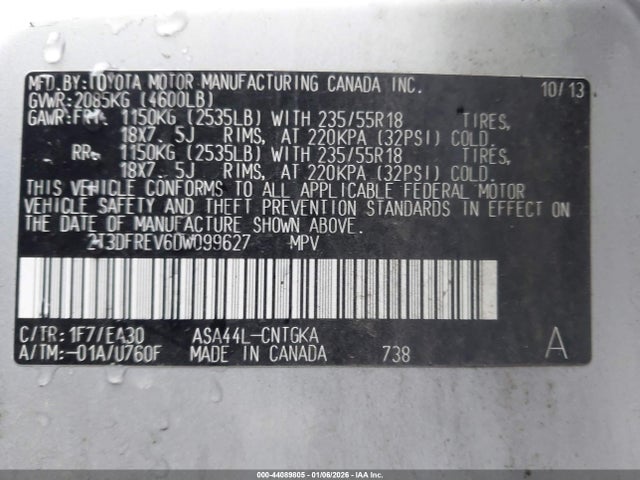 MFD.BY:TOYOTA MOTOR MANUFACTURING CANADA INC. 10/13
GVWR:2085KG (4600LB)
GAWR:FRT. 1150KG (2535LB) WITH 235/55R18 TIRES,
18X7. 5J RIMS, AT 220KPA (32PSI) COLD.
RR. 1150KG (2535LB) WITH 235/55R18 TIRES,
18X7. 5J RIMS, AT 220KPA (32PSI) COLD.
THIS VEHICLE CONFORMS TO ALL APPLICABLE FEDERAL MOTOR
VEHICLE SAFETY AND THEFT PREVENTION STANDARDS IN EFFECT ON
THE DATE OF MANUFACTURE SHOWN ABOVE.
2T3DFREV6DW099627 MPV
C/TR:1F7/EA30 ASA44L-CNTGKA
A/TM:-01A/U760F MADE IN CANADA 738 A
000-44089805 - 01/06/2026 - IAA Inc.